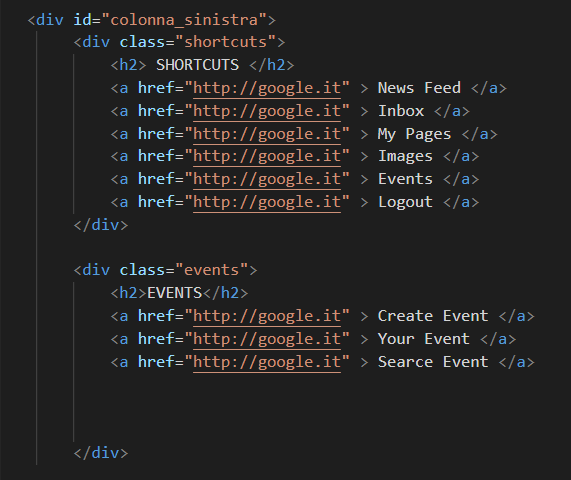 <div id="colonna_sinistra">
<div class="shortcuts">
<h2> SHORTCUTS </h2>
<a href="http://google.it" > News Feed </a>
<a href="http://google.it" > Inbox </a>
<a href="http://google.it" > My Pages </a>
<a href="http://google.it" > Images </a>
<a href="http://google.it" > Events </a>
<a href="http://google.it" > Logout </a>
</div>
<div class="events">
<h2>EVENTS</h2>
<a href="http://google.it" > Create Event </a>
<a href="http://google.it" > Your Event </a>
<a href="http://google.it" > Searce Event </a>
</div>